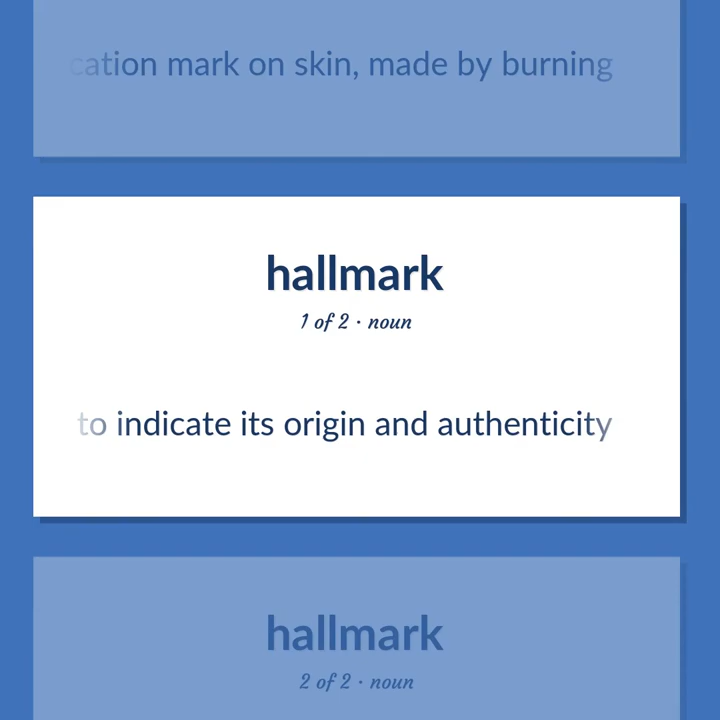 cation mark on skin, made by burning
hallmark
1 of 2 · noun
to indicate its origin and authenticity
hallmark
2 of 2 · noun